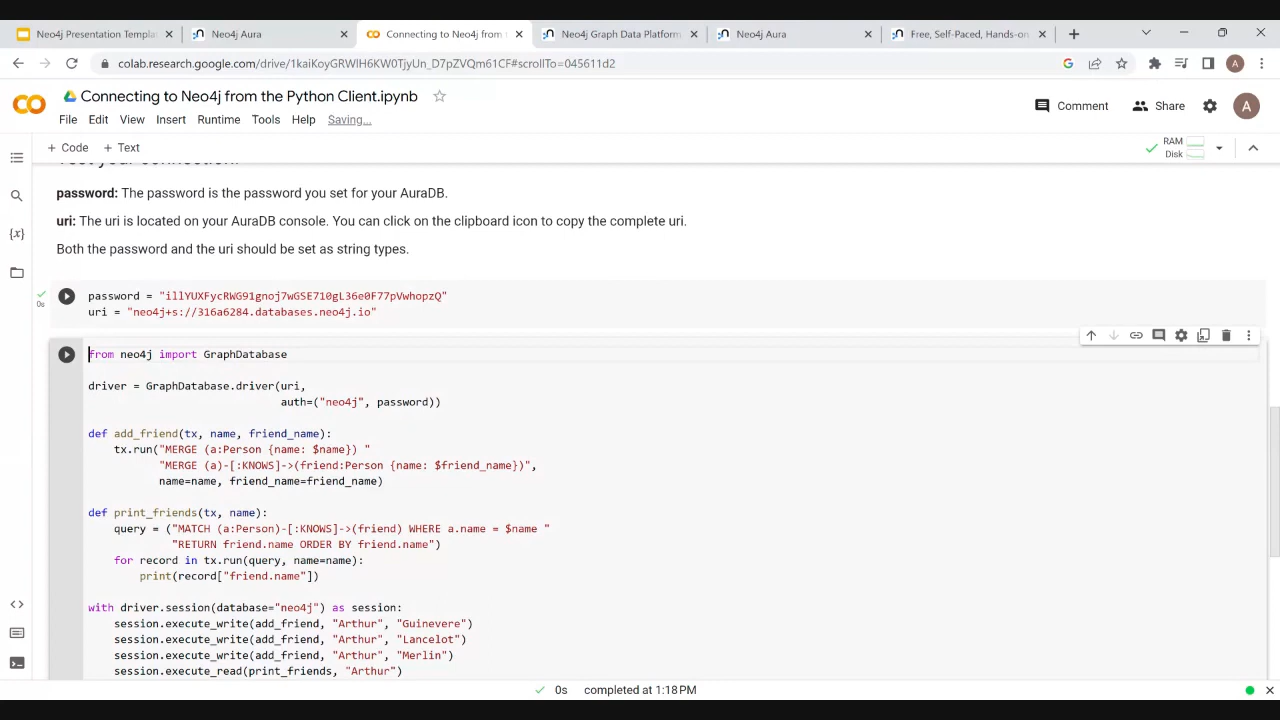 Neo4j Presentation Templa
Neo4j Aura
Connecting to Neo4j from t
Neo4j Graph Data Platform
Neo4j Aura
Free, Self-Paced, Hands-on
colab.research.google.com/drive/1kaiKoyGRWIH6KW0TjyUn_D7pZVQm61CF#scrollTo=045611d2
A
CO
Connecting to Neo4j from the Python Client.ipynb
Comment
Share
A
File Edit View Insert Runtime Tools Help Saving...
+ Code + Text
RAM
Disk
Test your connection:
password: The password is the password you set for your AuraDB.
uri: The uri is located on your AuraDB console. You can click on the clipboard icon to copy the complete uri.
{x}
Both the password and the uri should be set as string types.
0s
password = "illYUXFycRWG91gnoj7wGSE710gL36e0F77pVwhopzQ"
uri = "neo4j+s://316a6284.databases.neo4j.io"
from neo4j import GraphDatabase
driver = GraphDatabase.driver(uri,
auth=("neo4j", password))
def add_friend(tx, name, friend_name):
tx.run("MERGE (a:Person {name: $name}) "
"MERGE (a)-[:KNOWS]->(friend:Person {name: $friend_name})",
name=name, friend_name=friend_name)
def print_friends(tx, name):
query = ("MATCH (a:Person)-[:KNOWS]->(friend) WHERE a.name = $name "
"RETURN friend.name ORDER BY friend.name")
for record in tx.run(query, name=name):
print(record["friend.name"])
with driver.session(database="neo4j") as session:
session.execute_write(add_friend, "Arthur", "Guinevere")
session.execute_write(add_friend, "Arthur", "Lancelot")
session.execute_write(add_friend, "Arthur", "Merlin")
session.execute_read(print_friends, "Arthur")
0s completed at 1:18 PM